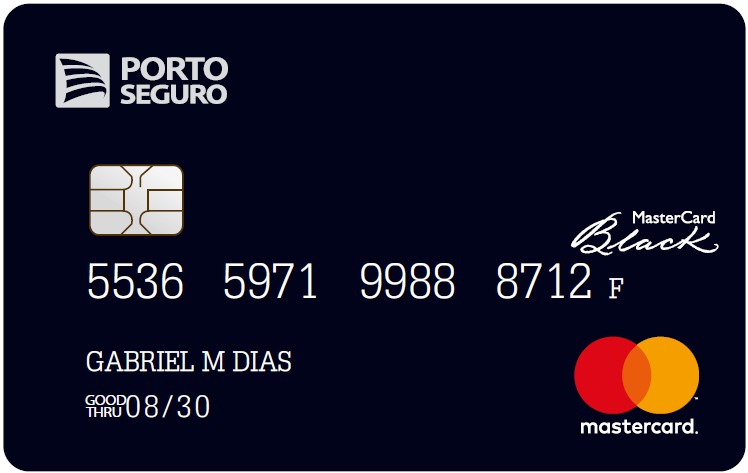 PORTO
SEGURO
MasterCard
Black
5536 5971 9988 8712 F
GABRIEL M DIAS
GOOD THRU 08/30
mastercard.